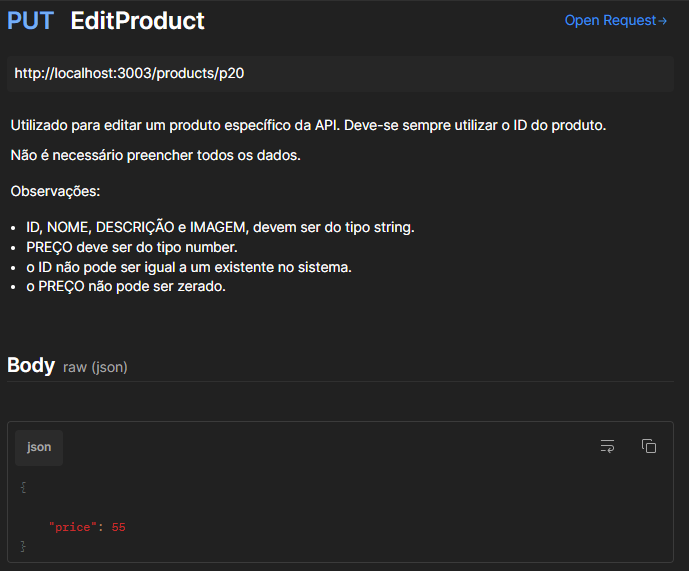 PUT EditProduct Open Request→
http://localhost:3003/products/p20
Utilizado para editar um produto específico da API. Deve-se sempre utilizar o ID do produto.
Não é necessário preencher todos os dados.
Observações:
• ID, NOME, DESCRIÇÃO e IMAGEM, devem ser do tipo string.
• PREÇO deve ser do tipo number.
• o ID não pode ser igual a um existente no sistema.
• o PREÇO não pode ser zerado.
Body raw (json)
json
{
"price": 55
}